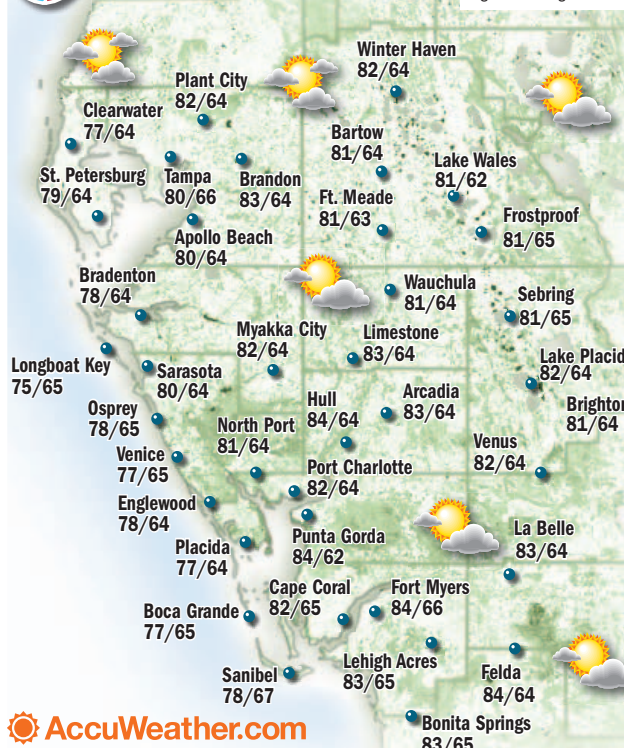 Winter Haven
82/64
Plant City
82/64
Clearwater
77/64
Bartow
81/64
Lake Wales
81/62
St. Petersburg
79/64
Tampa
80/66
Brandon
83/64
Ft. Meade
81/63
Frostproof
81/65
Apollo Beach
80/64
Bradenton
78/64
Wauchula
81/64
Sebring
81/65
Myakka City
82/64
Limestone
83/64
Longboat Key
75/65
Sarasota
80/64
Lake Placid
82/64
Osprey
78/65
Hull
84/64
Arcadia
83/64
Brighton
81/64
North Port
81/64
Venice
77/65
Venus
82/64
Port Charlotte
82/64
Englewood
78/64
Punta Gorda
84/62
La Belle
83/64
Placida
77/64
Cape Coral
82/65
Fort Myers
84/66
Boca Grande
77/65
Lehigh Acres
83/65
Sanibel
78/67
Felda
84/64
Bonita Springs
83/65
AccuWeather.com